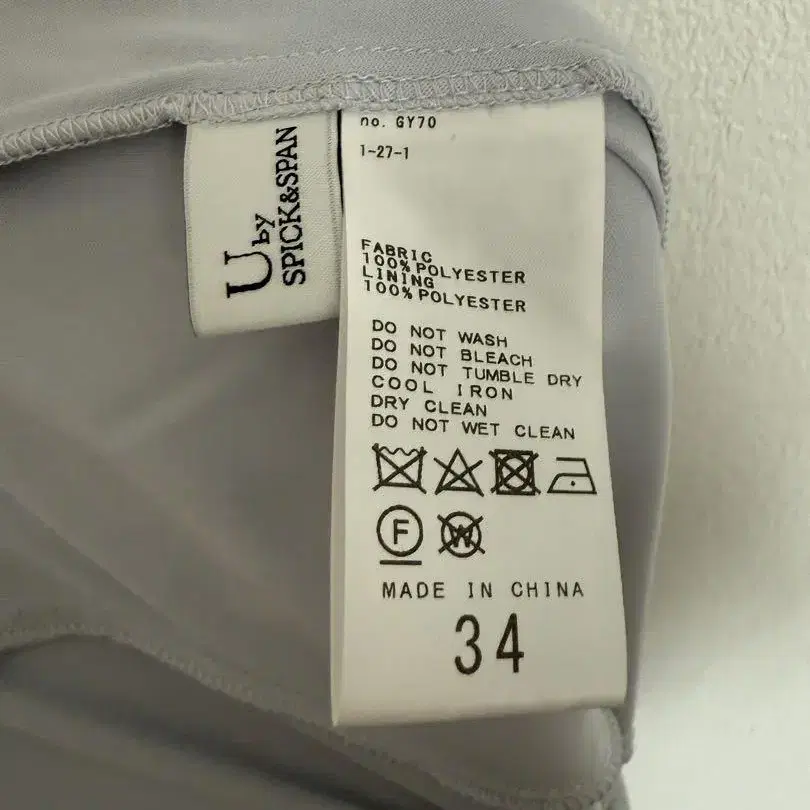 U by
SPICK&SPAN
no. GY70
1-27-1
FABRIC
100%POLYESTER
LINING
100%POLYESTER
DO NOT WASH
DO NOT BLEACH
DO NOT TUMBLE DRY
COOL IRON
DRY CLEAN
DO NOT WET CLEAN
F W
MADE IN CHINA
34